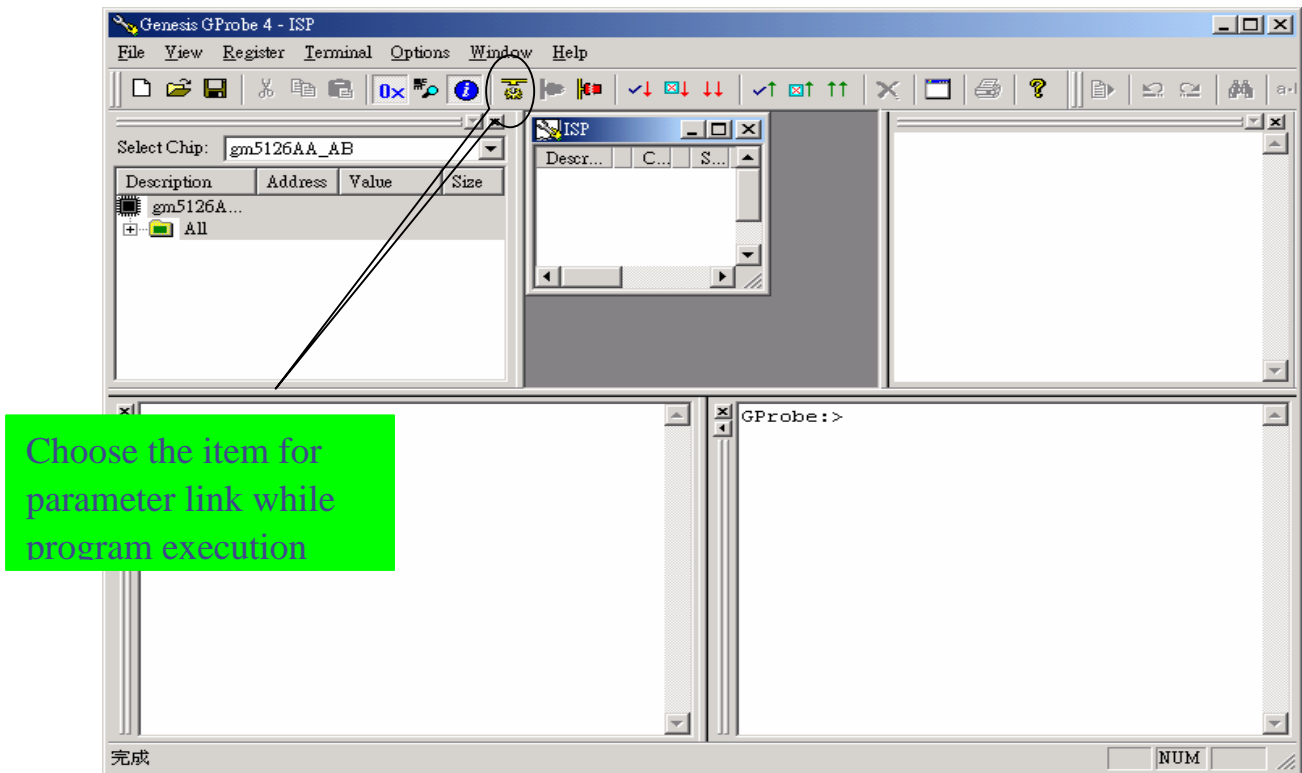 Genesis GProbe 4 - ISP
File View Register Terminal Options Window Help
0x
Select Chip: gm5126AA_AB
Description Address Value Size
gm5126A...
All
ISP
Descr... C... S...
Choose the item for
parameter link while
program execution
GProbe:>
完成
NUM